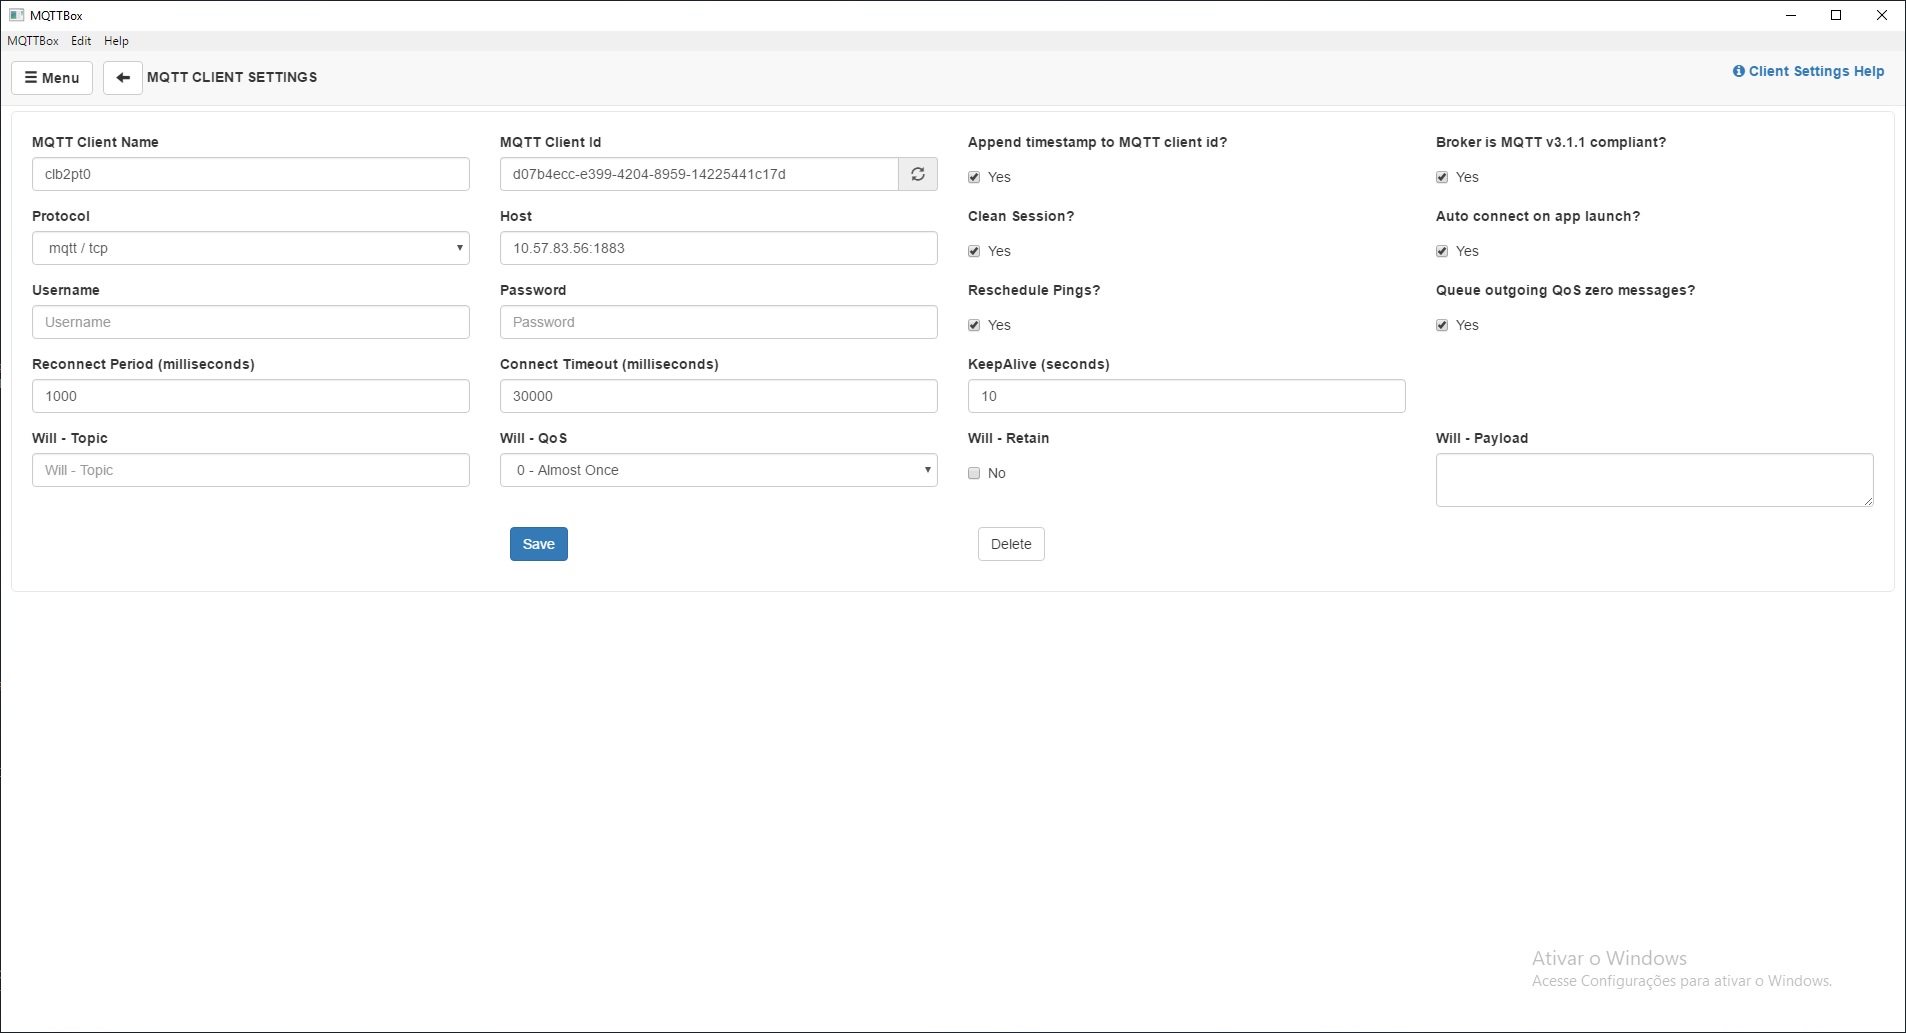 MQTTBox
MQTTBox Edit Help
Menu MQTT CLIENT SETTINGS Client Settings Help
MQTT Client Name MQTT Client Id Append timestamp to MQTT client id? Broker is MQTT v3.1.1 compliant?
clb2pt0 d07b4ecc-e399-4204-8959-14225441c17d Yes Yes
Protocol Host Clean Session? Auto connect on app launch?
mqtt / tcp 10.57.83.56:1883 Yes Yes
Username Password Reschedule Pings? Queue outgoing QoS zero messages?
Username Password Yes Yes
Reconnect Period (milliseconds) Connect Timeout (milliseconds) KeepAlive (seconds)
1000 30000 10
Will - Topic Will - QoS Will - Retain Will - Payload
Will - Topic 0 - Almost Once No
Save Delete
Ativar o Windows
Acesse Configurações para ativar o Windows.